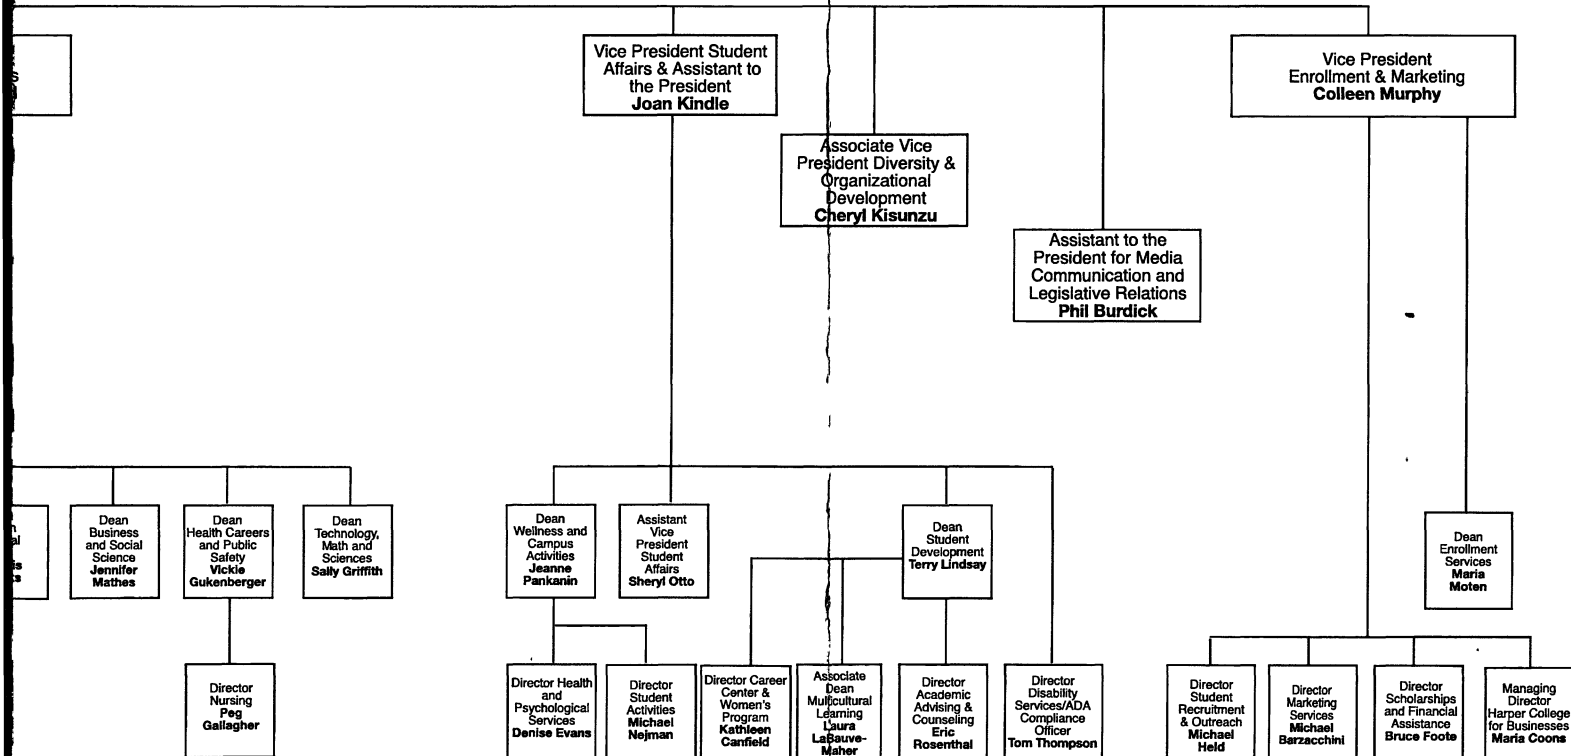 Vice President Student
Affairs & Assistant to
the President
Joan Kindle
Vice President
Enrollment & Marketing
Colleen Murphy
Associate Vice
President Diversity &
Organizational
Development
Cheryl Kisunzu
Assistant to the
President for Media
Communication and
Legislative Relations
Phil Burdick
Dean
Business
and Social
Science
Jennifer
Mathes
Dean
Health Careers
and Public
Safety
Vickie
Gukenberger
Dean
Technology,
Math and
Sciences
Sally Griffith
Dean
Wellness and
Campus
Activities
Jeanne
Pankanin
Assistant
Vice
President
Student
Affairs
Sheryl Otto
Dean
Student
Development
Terry Lindsay
Dean
Enrollment
Services
Maria
Moten
Director
Nursing
Peg
Gallagher
Director Health
and
Psychological
Services
Denise Evans
Director
Student
Activities
Michael
Nejman
Director Career
Center &
Women's
Program
Kathleen
Canfield
Associate
Dean
Multicultural
Learning
Laura
LaBauve-
Maher
Director
Academic
Advising &
Counseling
Eric
Rosenthal
Director
Disability
Services/ADA
Compliance
Officer
Tom Thompson
Director
Student
Recruitment
& Outreach
Michael
Held
Director
Marketing
Services
Michael
Barzacchini
Director
Scholarships
and Financial
Assistance
Bruce Foote
Managing
Director
Harper College
for Businesses
Maria Coons